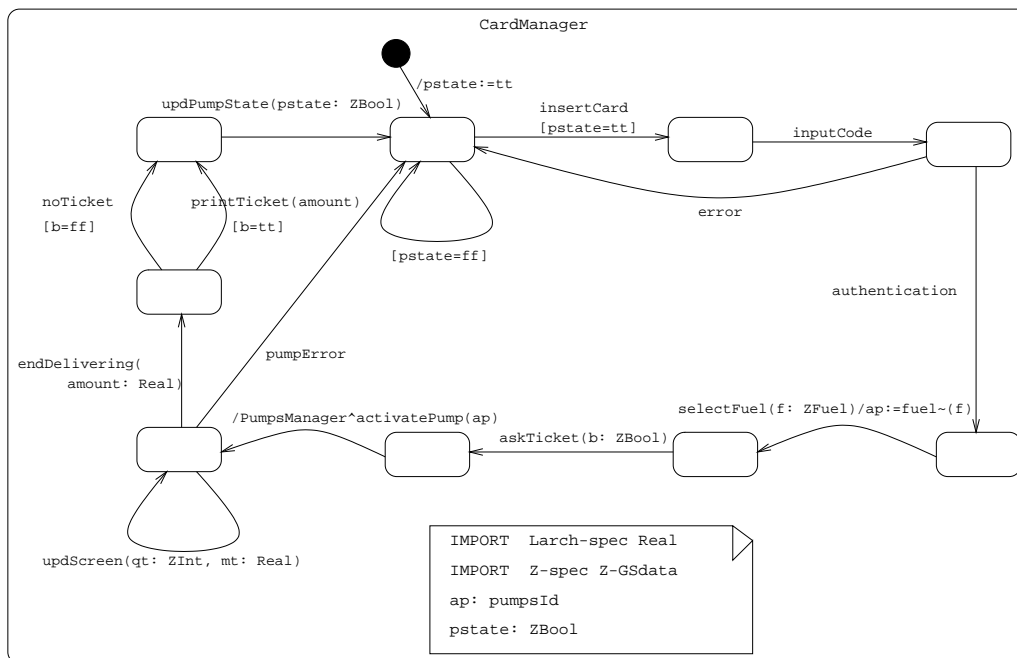 CardManager
/pstate:=tt
updPumpState(pstate: ZBool)
insertCard
[pstate=tt]
inputCode
noTicket
[b=ff]
printTicket(amount)
[b=tt]
error
[pstate=ff]
authentication
pumpError
endDelivering(
amount: Real)
selectFuel(f: ZFuel)/ap:=fuel~(f)
/PumpsManager^activatePump(ap)
askTicket(b: ZBool)
updScreen(qt: ZInt, mt: Real)
IMPORT Larch-spec Real
IMPORT Z-spec Z-GSdata
ap: pumpsId
pstate: ZBool